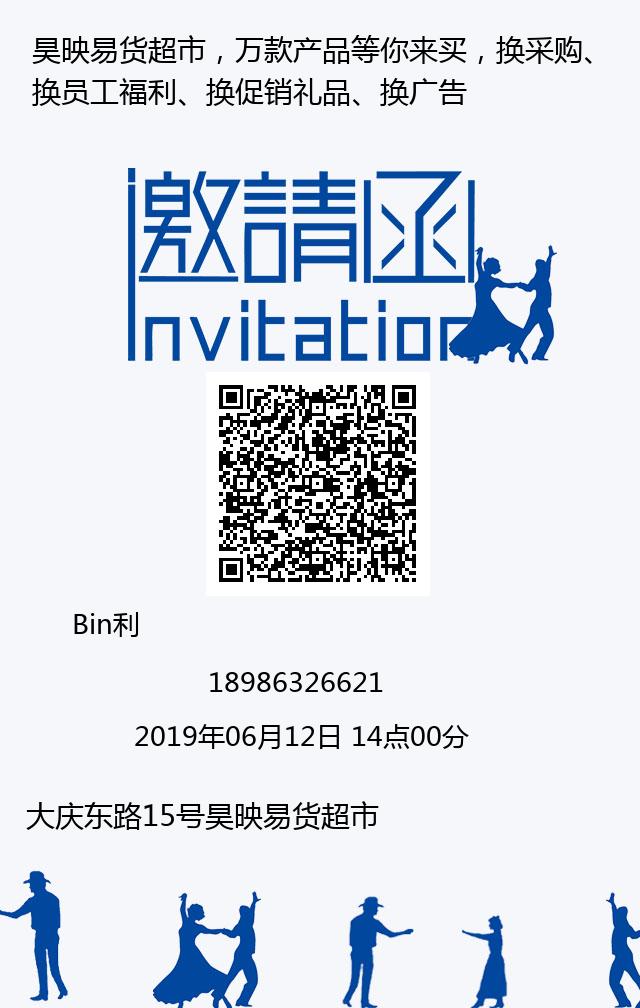 昊映易货超市，万款产品等你来买，换采购、
换员工福利、换促销礼品、换广告
邀請函
Invitation
Bin利
18986326621
2019年06月12日 14点00分
大庆东路15号昊映易货超市